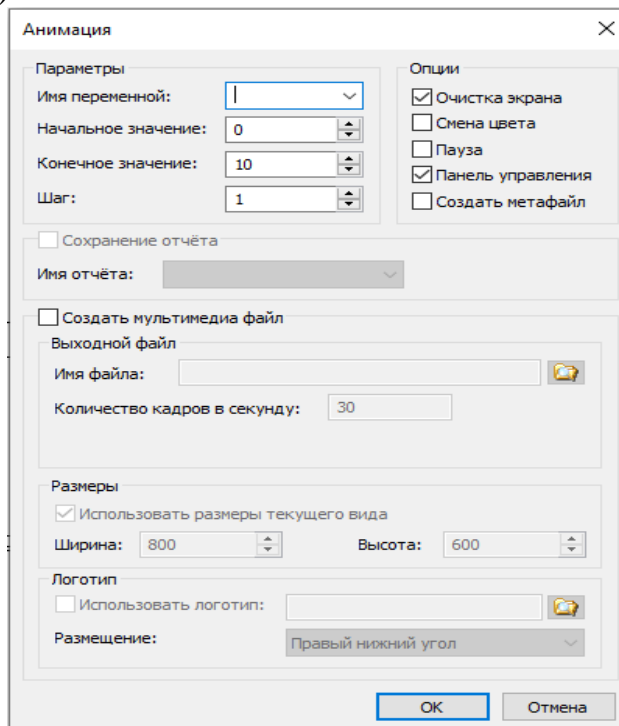 Анимация
Параметры
Имя переменной:
Начальное значение: 0
Конечное значение: 10
Шаг: 1
Опции
Очистка экрана
Смена цвета
Пауза
Панель управления
Создать метафайл
Сохранение отчёта
Имя отчёта:
Создать мультимедиа файл
Выходной файл
Имя файла:
Количество кадров в секунду: 30
Размеры
Использовать размеры текущего вида
Ширина: 800 Высота: 600
Логотип
Использовать логотип:
Размещение: Правый нижний угол
OK Отмена